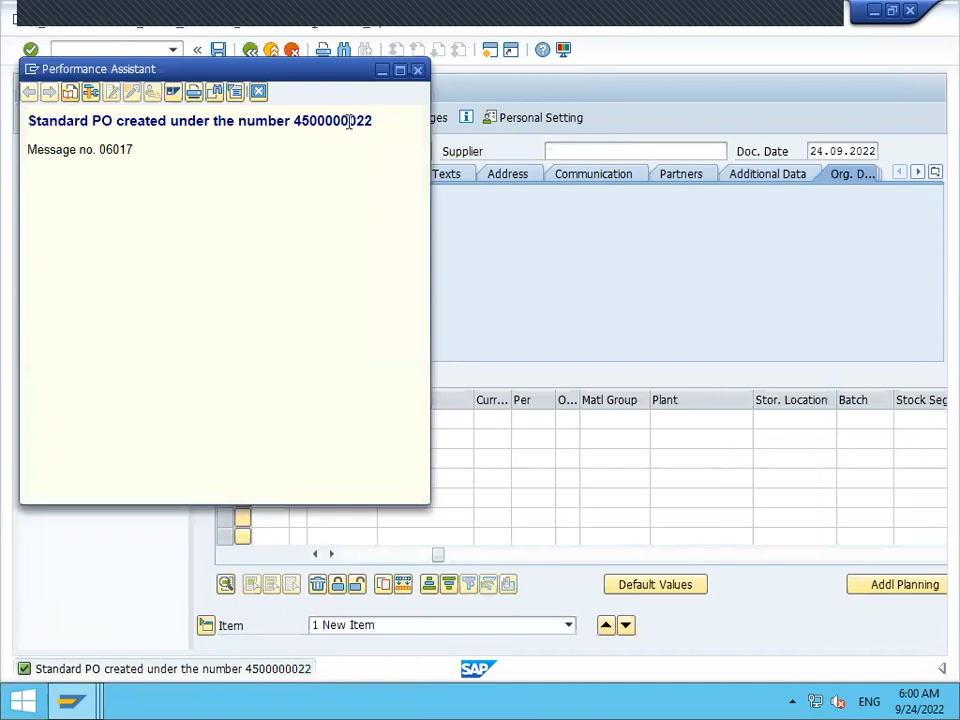 Performance Assistant
Standard PO created under the number 4500000022
Message no. 06017
ges
Personal Setting
Supplier
Doc. Date
24.09.2022
Texts
Address
Communication
Partners
Additional Data
Org. D...
Curr...
Per
O...
Matl Group
Plant
Stor. Location
Batch
Stock Seg
Default Values
Addl Planning
Item
1 New Item
Standard PO created under the number 4500000022
SAP
ENG
6:00 AM
9/24/2022